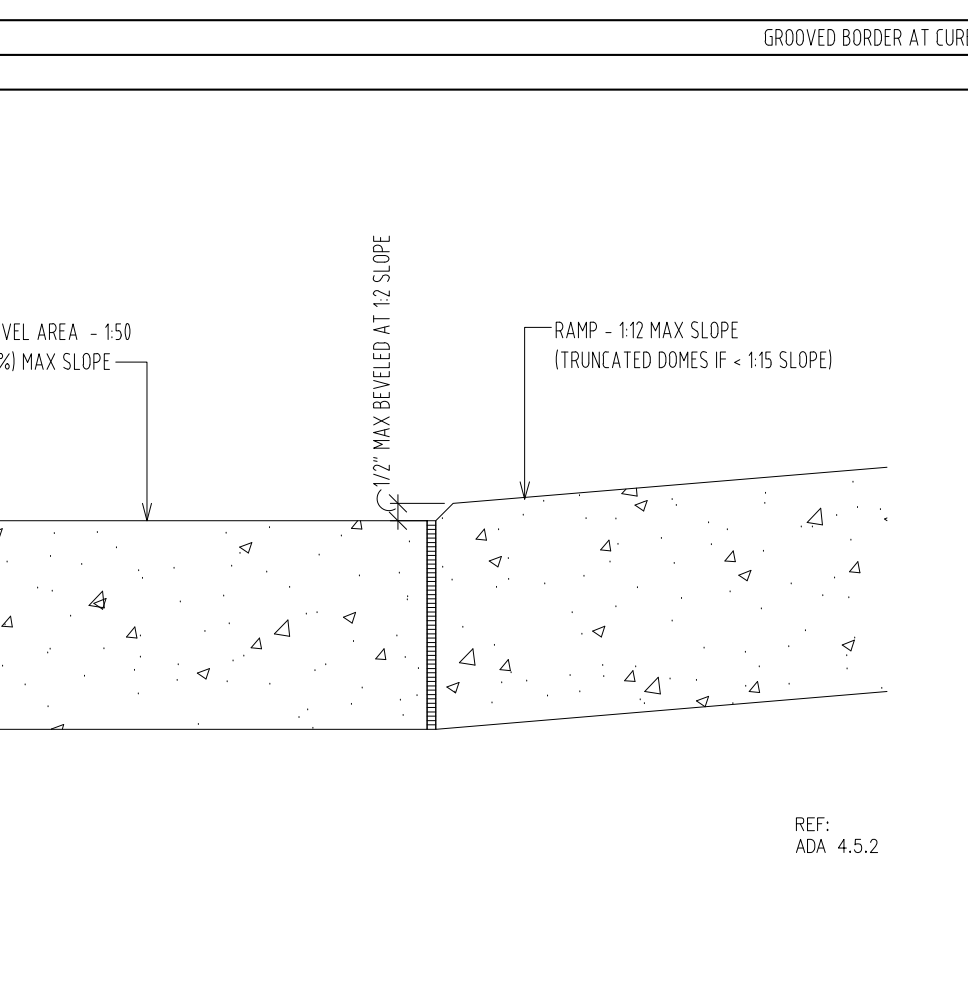 GROOVED BORDER AT CURB
1/2" MAX BEVELED AT 1:2 SLOPE
VEL AREA - 1:50
%) MAX SLOPE
RAMP - 1:12 MAX SLOPE
(TRUNCATED DOMES IF < 1:15 SLOPE)
REF:
ADA 4.5.2